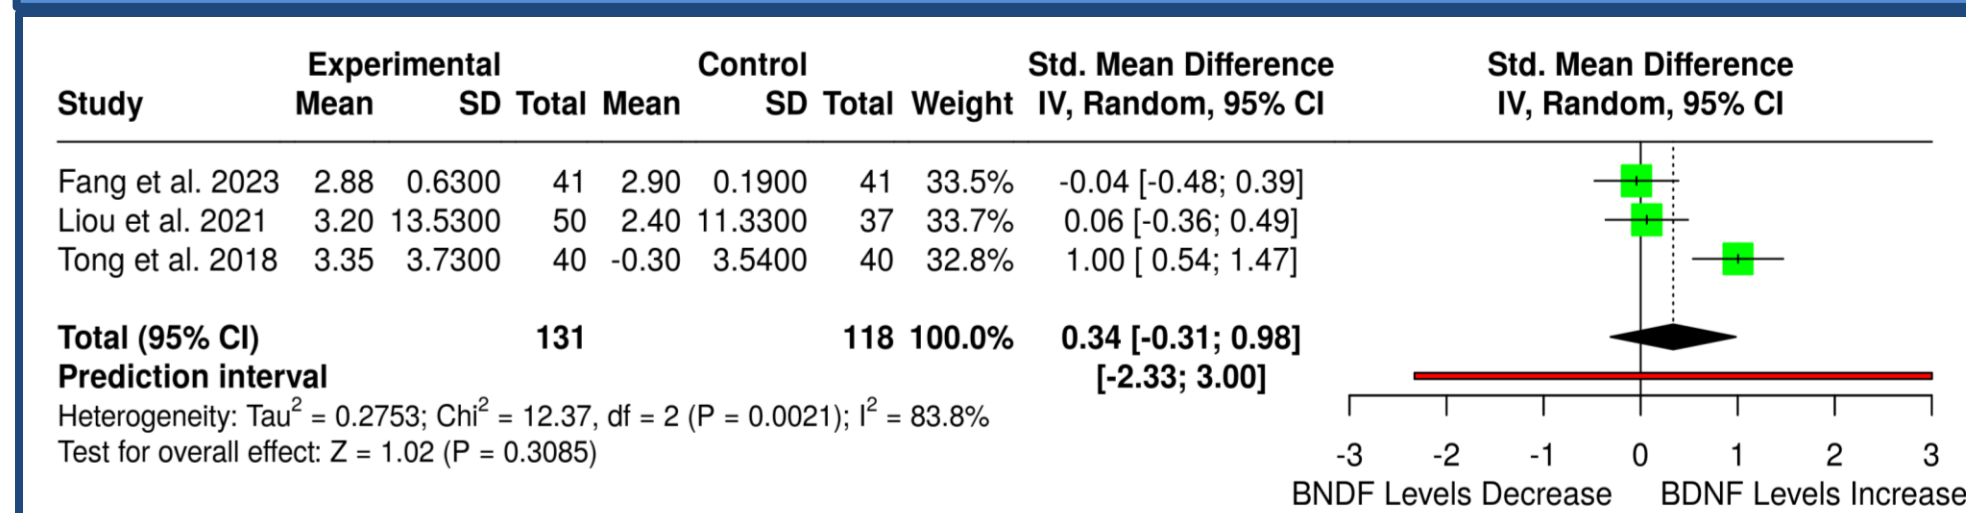 Experimental Control Std. Mean Difference Std. Mean Difference
Study Mean SD Total Mean SD Total Weight IV, Random, 95% CI IV, Random, 95% CI
Fang et al. 2023 2.88 0.6300 41 2.90 0.1900 41 33.5% -0.04 [-0.48; 0.39]
Liou et al. 2021 3.20 13.5300 50 2.40 11.3300 37 33.7% 0.06 [-0.36; 0.49]
Tong et al. 2018 3.35 3.7300 40 -0.30 3.5400 40 32.8% 1.00 [ 0.54; 1.47]
Total (95% CI) 131 118 100.0% 0.34 [-0.31; 0.98]
Prediction interval [-2.33; 3.00]
Heterogeneity: Tau² = 0.2753; Chi² = 12.37, df = 2 (P = 0.0021); I² = 83.8%
Test for overall effect: Z = 1.02 (P = 0.3085)
-3 -2 -1 0 1 2 3
BNDF Levels Decrease BDNF Levels Increase